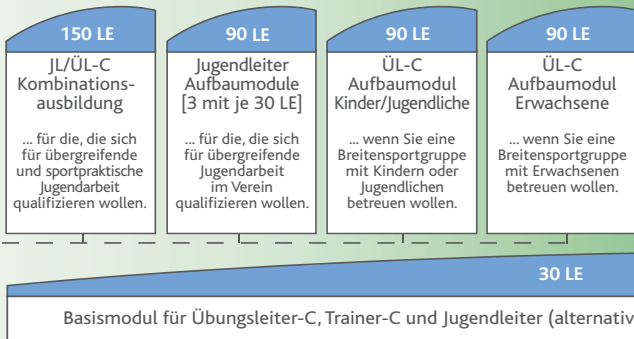 150 LE
JL/ÜL-C
Kombinations-
ausbildung
... für die, die sich
für übergreifende
und sportpraktische
Jugendarbeit
qualifizieren wollen.
90 LE
Jugendleiter
Aufbaumodule
[3 mit je 30 LE]
... für die, die sich
für übergreifende
Jugendarbeit
im Verein
qualifizieren wollen.
90 LE
ÜL-C
Aufbaumodul
Kinder/Jugendliche
... wenn Sie eine
Breitensportgruppe
mit Kindern oder
Jugendlichen
betreuen wollen.
90 LE
ÜL-C
Aufbaumodul
Erwachsene
... wenn Sie eine
Breitensportgruppe
mit Erwachsenen
betreuen wollen.
30 LE
Basismodul für Übungsleiter-C, Trainer-C und Jugendleiter (alternativ